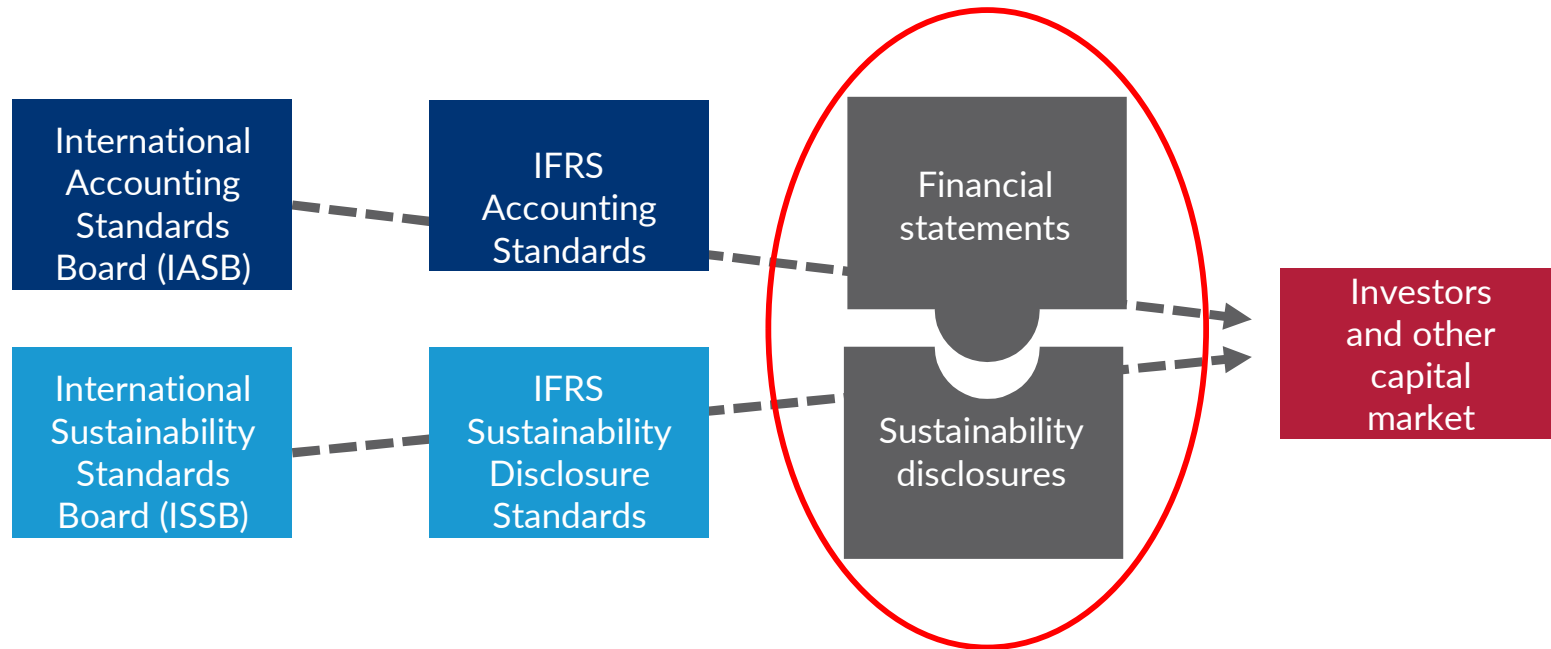 International
Accounting
Standards
Board (IASB)
IFRS
Accounting
Standards
Financial
statements
Investors
and other
capital
market
International
Sustainability
Standards
Board (ISSB)
IFRS
Sustainability
Disclosure
Standards
Sustainability
disclosures